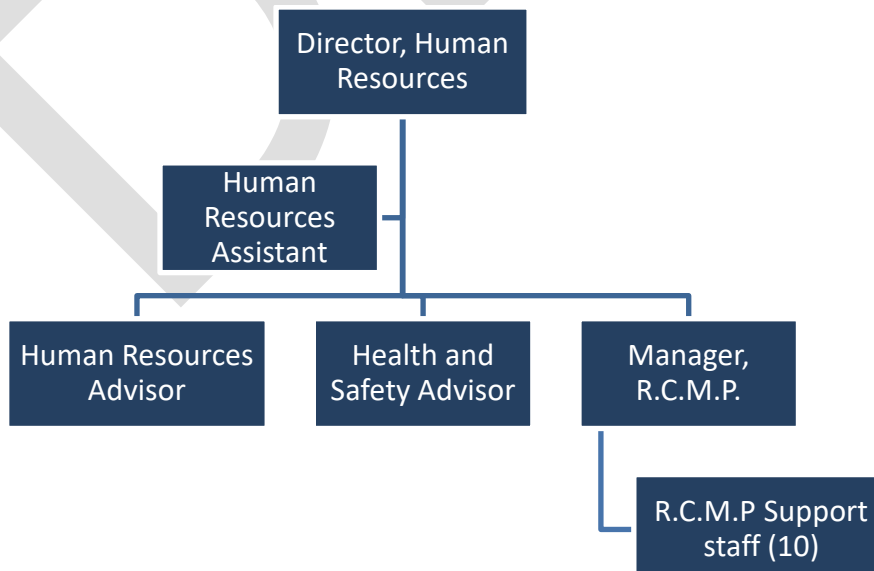 Director, Human
Resources
Human
Resources
Assistant
Human Resources
Advisor
Health and
Safety Advisor
Manager,
R.C.M.P.
R.C.M.P Support
staff (10)